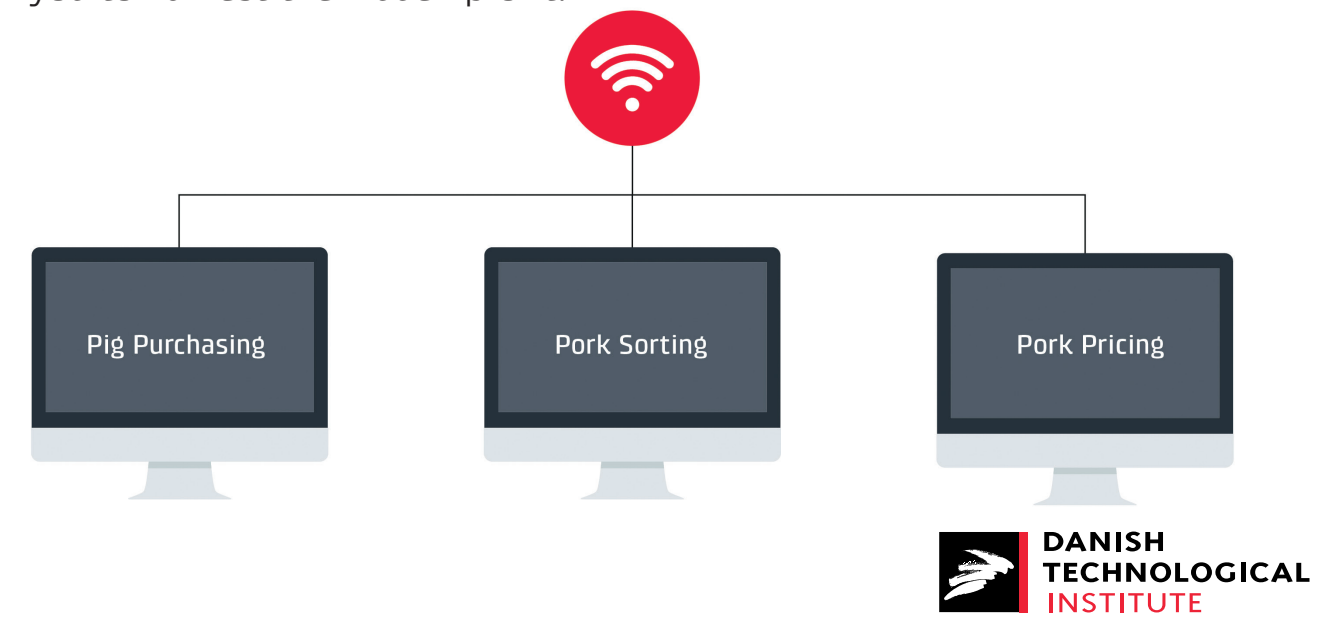 Pig Purchasing
Pork Sorting
Pork Pricing
DANISH
TECHNOLOGICAL
INSTITUTE